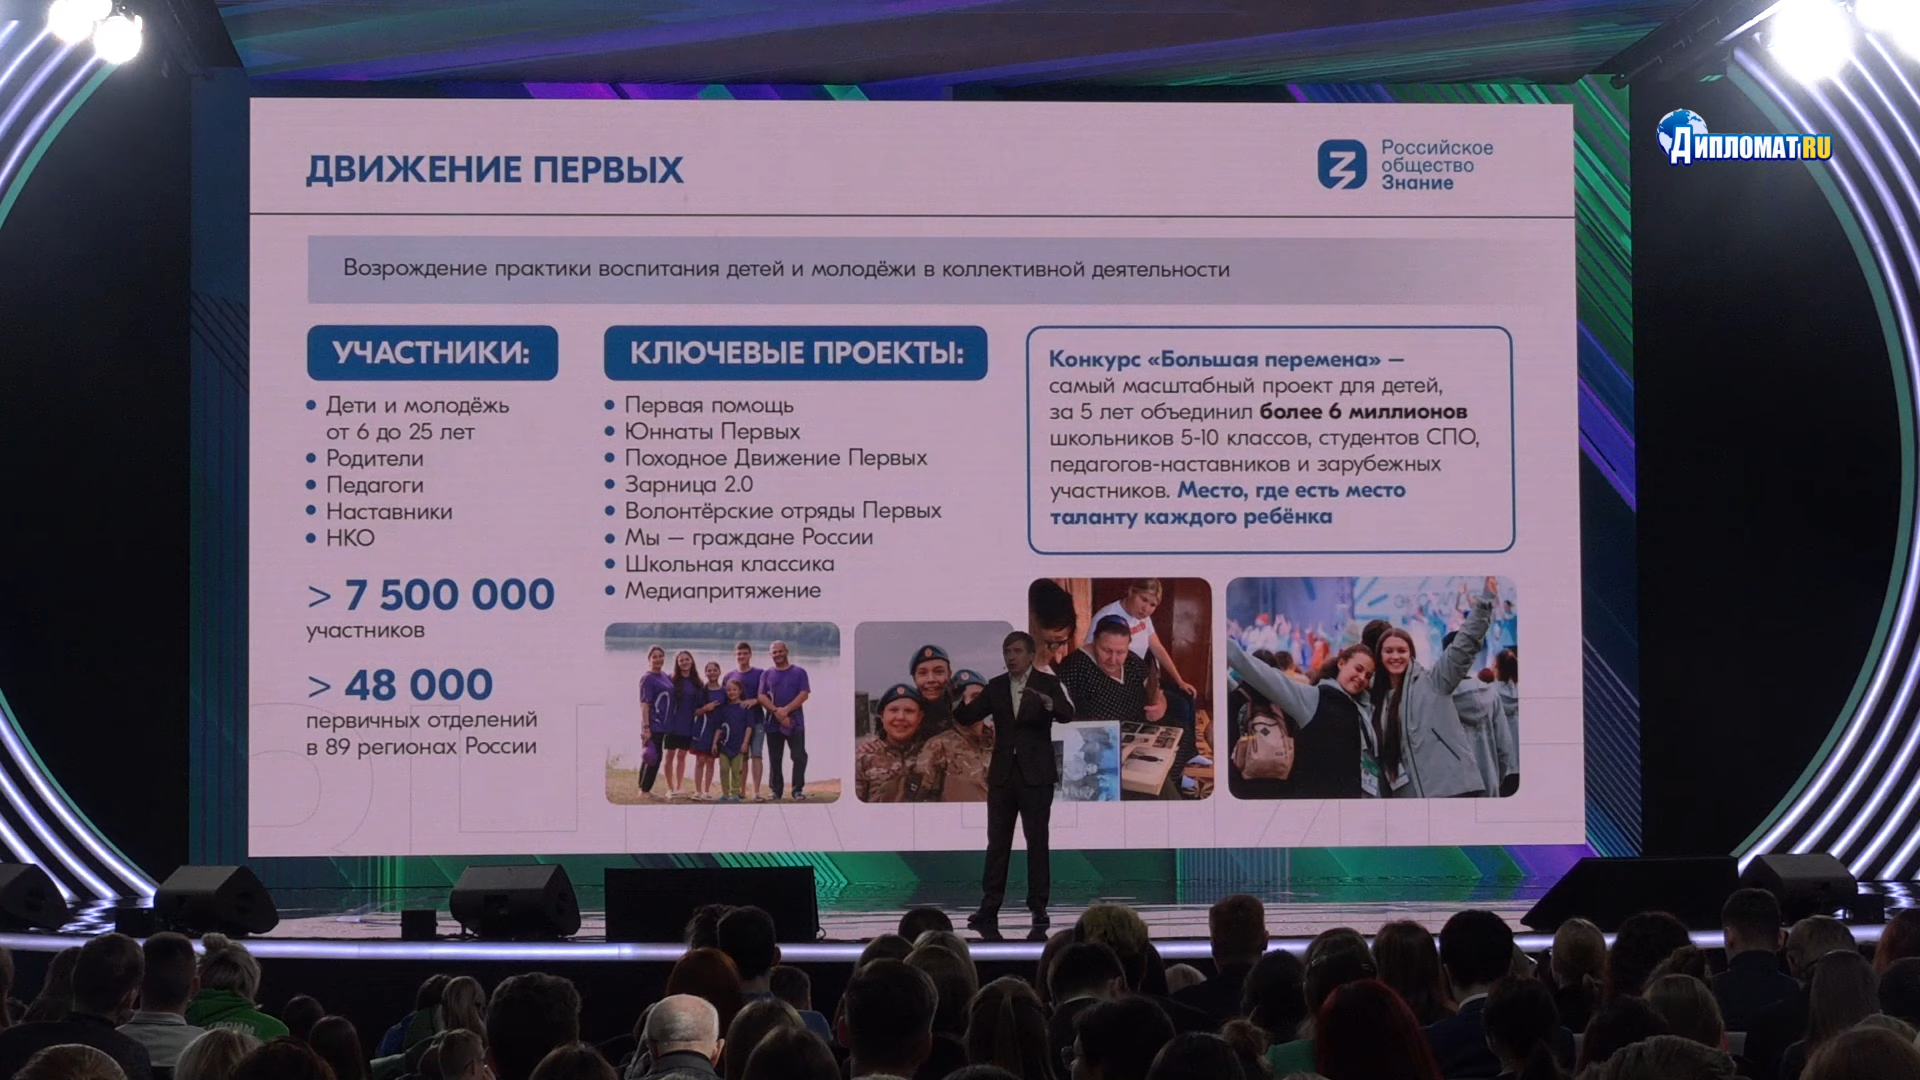 ДВИЖЕНИЕ ПЕРВЫХ
Российское
общество
Знание
ДИПЛОМАТ RU
Возрождение практики воспитания детей и молодёжи в коллективной деятельности
УЧАСТНИКИ:
• Дети и молодёжь
от 6 до 25 лет
• Родители
• Педагоги
• Наставники
• НКО
> 7 500 000
участников
> 48 000
первичных отделений
в 89 регионах России
КЛЮЧЕВЫЕ ПРОЕКТЫ:
• Первая помощь
• Юннаты Первых
• Походное Движение Первых
• Зарница 2.0
• Волонтёрские отряды Первых
• Мы — граждане России
• Школьная классика
• Медиапритяжение
Конкурс «Большая перемена» —
самый масштабный проект для детей,
за 5 лет объединил более 6 миллионов
школьников 5-10 классов, студентов СПО,
педагогов-наставников и зарубежных
участников. Место, где есть место
таланту каждого ребёнка